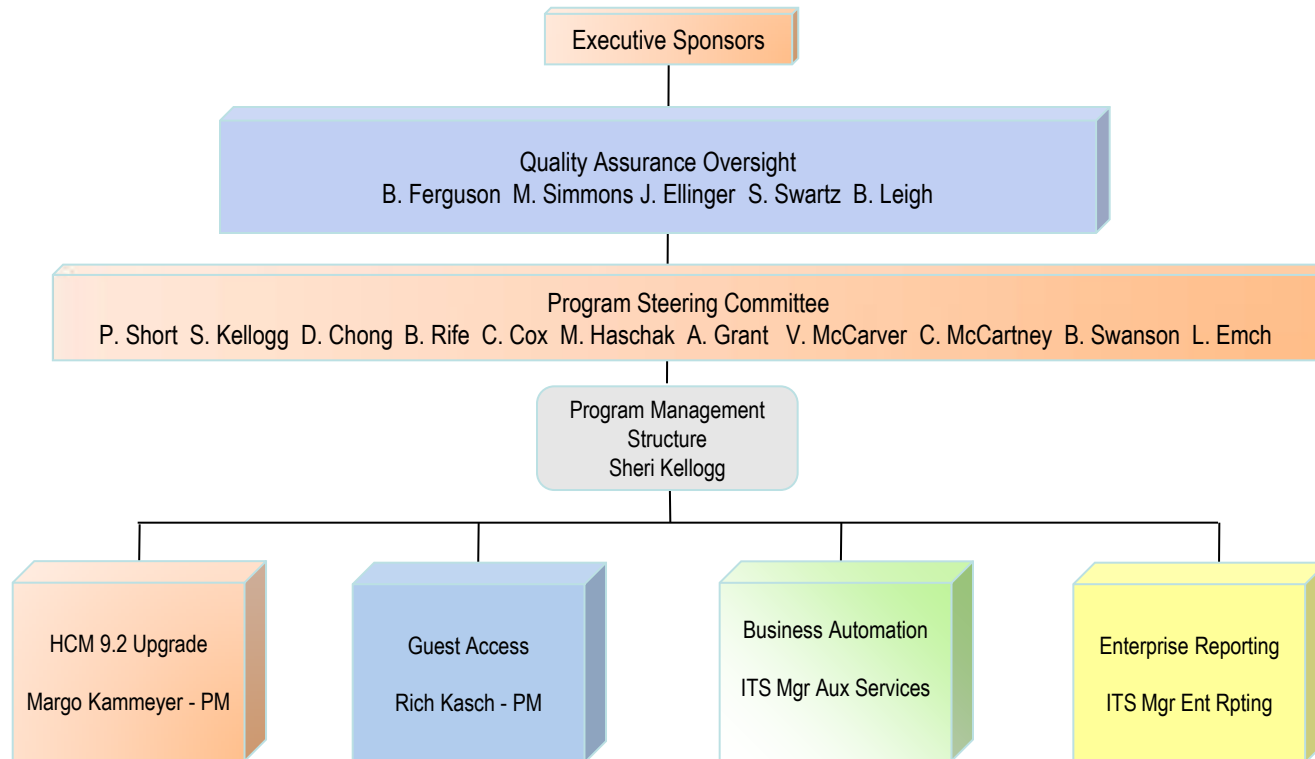 Executive Sponsors
Quality Assurance Oversight
B. Ferguson M. Simmons J. Ellinger S. Swartz B. Leigh
Program Steering Committee
P. Short S. Kellogg D. Chong B. Rife C. Cox M. Haschak A. Grant V. McCarver C. McCartney B. Swanson L. Emch
Program Management
Structure
Sheri Kellogg
HCM 9.2 Upgrade
Margo Kammeyer - PM
Guest Access
Rich Kasch - PM
Business Automation
ITS Mgr Aux Services
Enterprise Reporting
ITS Mgr Ent Rpting